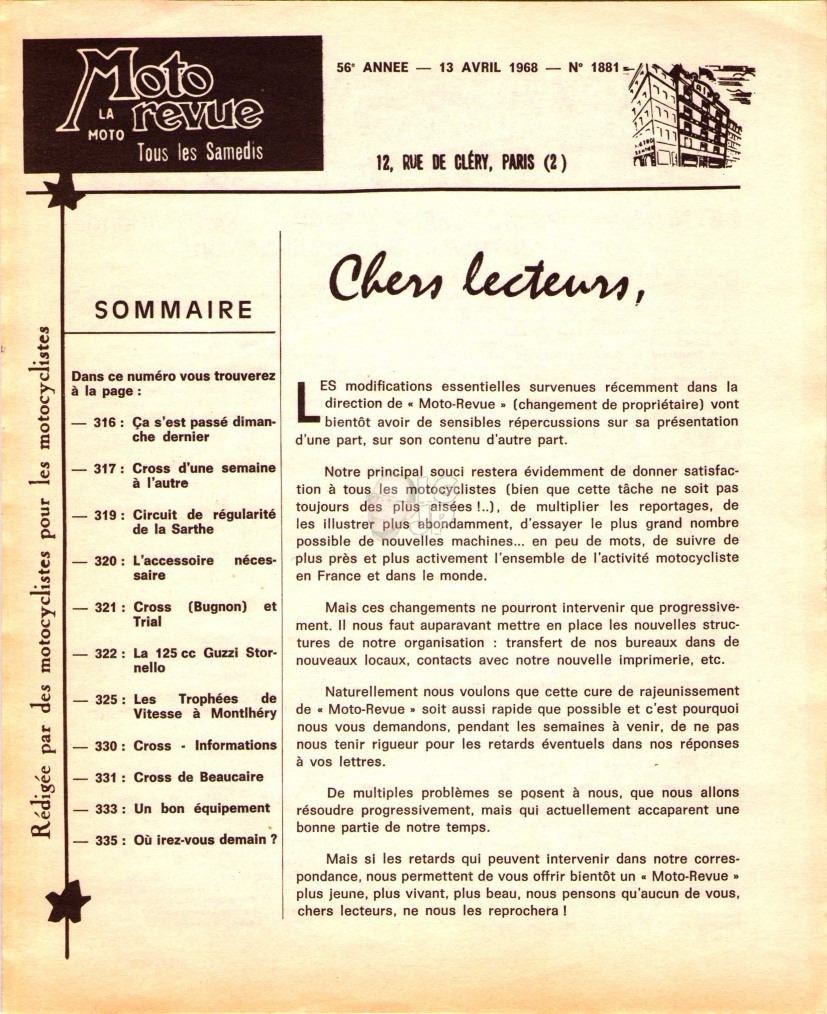 Moto
revue
LA
MOTO
Tous les Samedis
56e ANNEE — 13 AVRIL 1968 — N° 1881
12, RUE DE CLÉRY, PARIS (2)
Rédigée par des motocyclistes pour les motocyclistes
SOMMAIRE
Dans ce numéro vous trouverez
à la page :
— 316 : Ça s'est passé diman-
che dernier
— 317 : Cross d'une semaine
à l'autre
— 319 : Circuit de régularité
de la Sarthe
— 320 : L'accessoire néces-
saire
— 321 : Cross (Bugnon) et
Trial
— 322 : La 125 cc Guzzi Stor-
nello
— 325 : Les Trophées de
Vitesse à Montlhéry
— 330 : Cross - Informations
— 331 : Cross de Beaucaire
— 333 : Un bon équipement
— 335 : Où irez-vous demain ?
Chers lecteurs,
LES modifications essentielles survenues récemment dans la
direction de « Moto-Revue » (changement de propriétaire) vont
bientôt avoir de sensibles répercussions sur sa présentation
d'une part, sur son contenu d'autre part.
Notre principal souci restera évidemment de donner satisfac-
tion à tous les motocyclistes (bien que cette tâche ne soit pas
toujours des plus aisées !..), de multiplier les reportages, de
les illustrer plus abondamment, d'essayer le plus grand nombre
possible de nouvelles machines... en peu de mots, de suivre de
plus près et plus activement l'ensemble de l'activité motocycliste
en France et dans le monde.
Mais ces changements ne pourront intervenir que progressive-
ment. Il nous faut auparavant mettre en place les nouvelles struc-
tures de notre organisation : transfert de nos bureaux dans de
nouveaux locaux, contacts avec notre nouvelle imprimerie, etc.
Naturellement nous voulons que cette cure de rajeunissement
de « Moto-Revue » soit aussi rapide que possible et c'est pourquoi
nous vous demandons, pendant les semaines à venir, de ne pas
nous tenir rigueur pour les retards éventuels dans nos réponses
à vos lettres.
De multiples problèmes se posent à nous, que nous allons
résoudre progressivement, mais qui actuellement accaparent une
bonne partie de notre temps.
Mais si les retards qui peuvent intervenir dans notre corres-
pondance, nous permettent de vous offrir bientôt un « Moto-Revue »
plus jeune, plus vivant, plus beau, nous pensons qu'aucun de vous,
chers lecteurs, ne nous les reprochera !